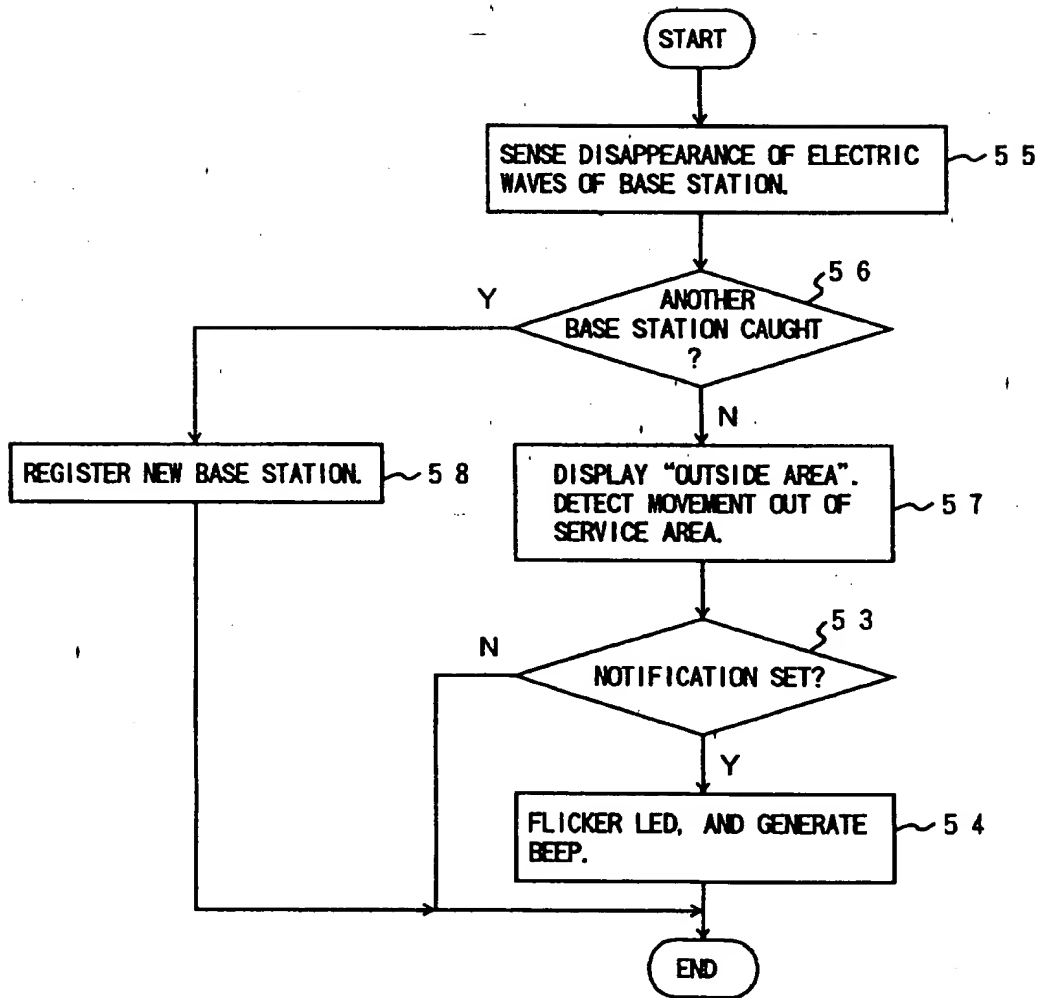 START
SENSE DISAPPEARANCE OF ELECTRIC
WAVES OF BASE STATION.
55
56
Y
ANOTHER
BASE STATION CAUGHT
?
N
REGISTER NEW BASE STATION.
58
DISPLAY “OUTSIDE AREA”.
DETECT MOVEMENT OUT OF
SERVICE AREA.
57
53
N
NOTIFICATION SET?
Y
FLICKER LED, AND GENERATE
BEEP.
54
END